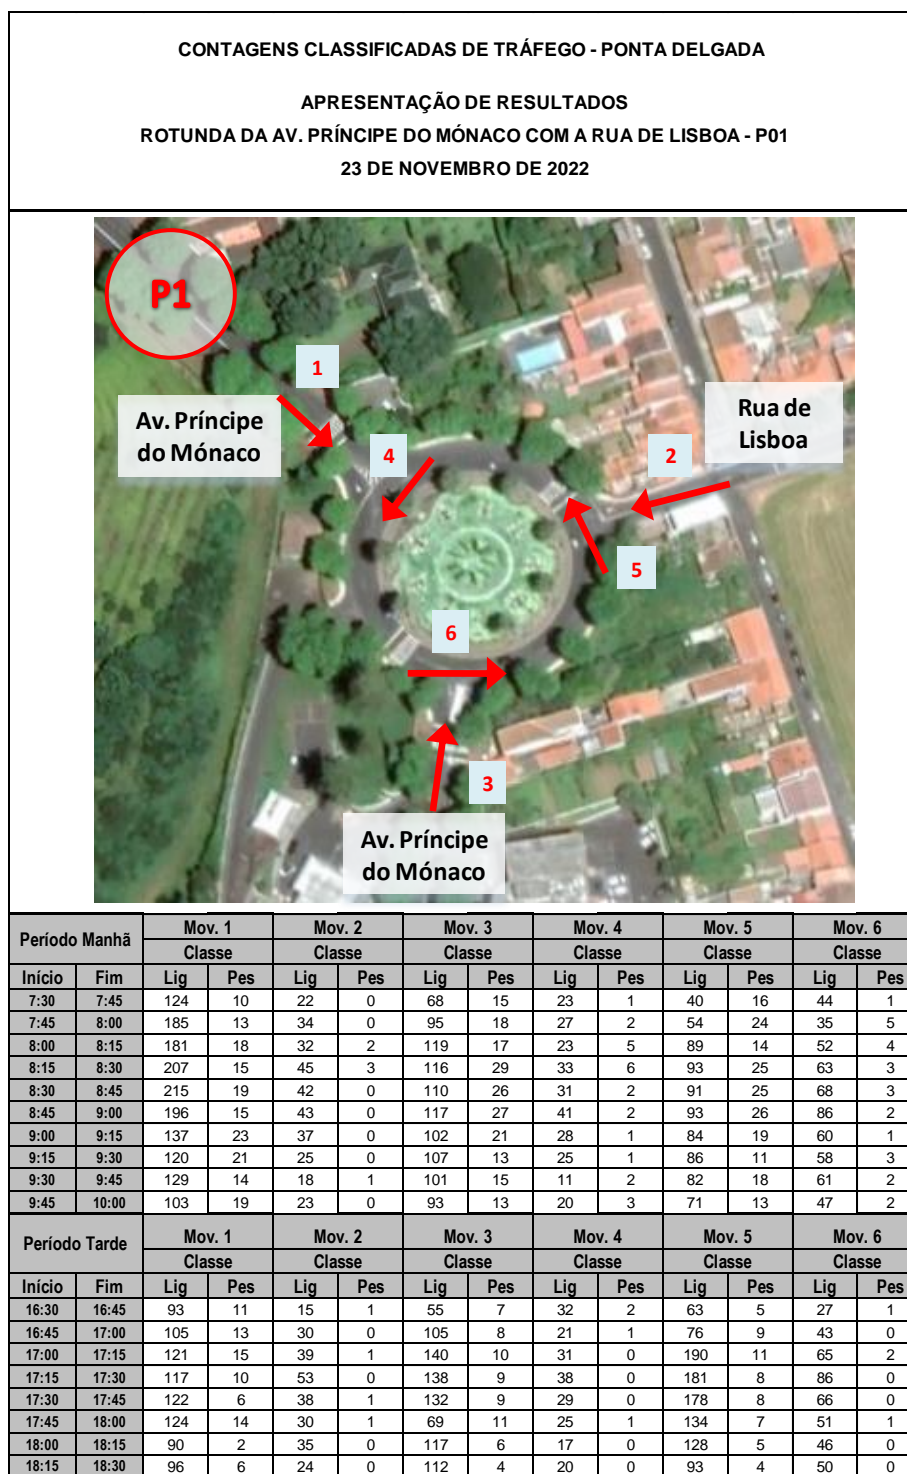 CONTAGENS CLASSIFICADAS DE TRÁFEGO - PONTA DELGADA
APRESENTAÇÃO DE RESULTADOS
ROTUNDA DA AV. PRÍNCIPE DO MÓNACO COM A RUA DE LISBOA - P01
23 DE NOVEMBRO DE 2022
P1
1
Av. Príncipe
do Mónaco
4
2
Rua de
Lisboa
5
6
3
Av. Príncipe
do Mónaco
Período Manhã Mov. 1 Mov. 2 Mov. 3 Mov. 4 Mov. 5 Mov. 6
Classe Classe Classe Classe Classe Classe
Início Fim Lig Pes Lig Pes Lig Pes Lig Pes Lig Pes Lig Pes
7:30 7:45 124 10 22 0 68 15 23 1 40 16 44 1
7:45 8:00 185 13 34 0 95 18 27 2 54 24 35 5
8:00 8:15 181 18 32 2 119 17 23 5 89 14 52 4
8:15 8:30 207 15 45 3 116 29 33 6 93 25 63 3
8:30 8:45 215 19 42 0 110 26 31 2 91 25 68 3
8:45 9:00 196 15 43 0 117 27 41 2 93 26 86 2
9:00 9:15 137 23 37 0 102 21 28 1 84 19 60 1
9:15 9:30 120 21 25 0 107 13 25 1 86 11 58 3
9:30 9:45 129 14 18 1 101 15 11 2 82 18 61 2
9:45 10:00 103 19 23 0 93 13 20 3 71 13 47 2
Período Tarde Mov. 1 Mov. 2 Mov. 3 Mov. 4 Mov. 5 Mov. 6
Classe Classe Classe Classe Classe Classe
Início Fim Lig Pes Lig Pes Lig Pes Lig Pes Lig Pes Lig Pes
16:30 16:45 93 11 15 1 55 7 32 2 63 5 27 1
16:45 17:00 105 13 30 0 105 8 21 1 76 9 43 0
17:00 17:15 121 15 39 1 140 10 31 0 190 11 65 2
17:15 17:30 117 10 53 0 138 9 38 0 181 8 86 0
17:30 17:45 122 6 38 1 132 9 29 0 178 8 66 0
17:45 18:00 124 14 30 1 69 11 25 1 134 7 51 1
18:00 18:15 90 2 35 0 117 6 17 0 128 5 46 0
18:15 18:30 96 6 24 0 112 4 20 0 93 4 50 0